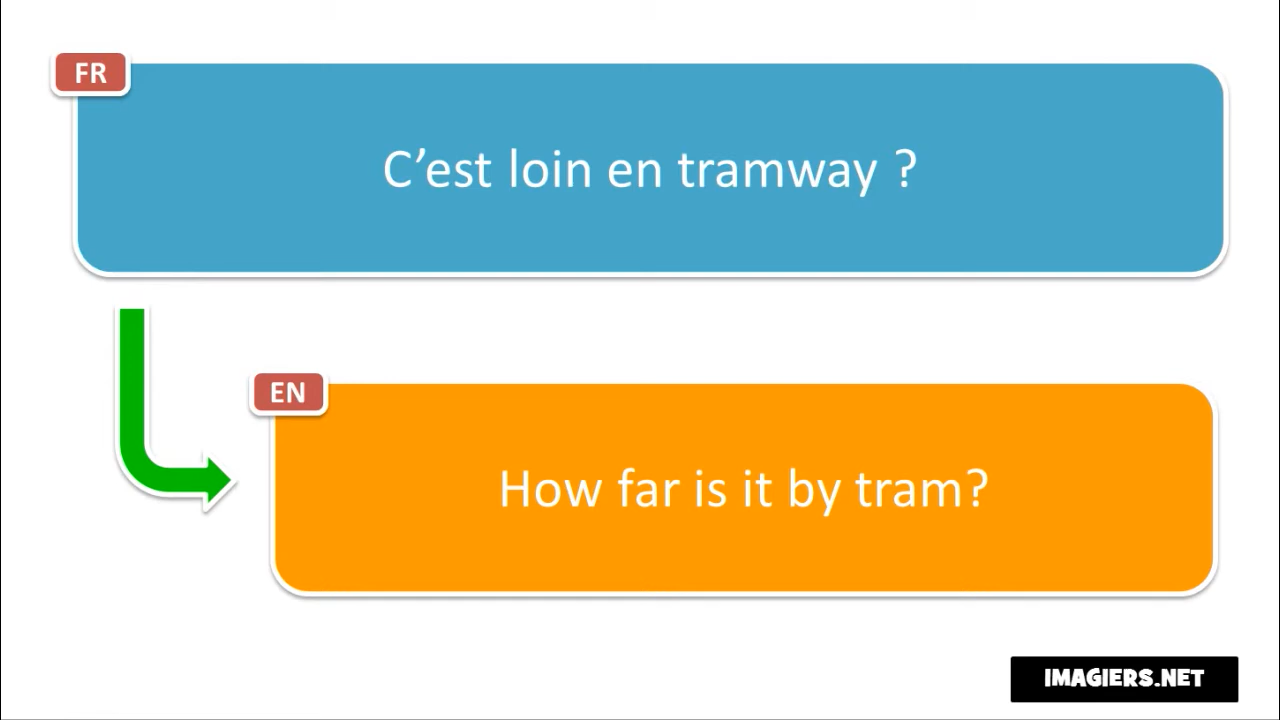 FR
C’est loin en tramway ?
EN
How far is it by tram?
IMAGIERS.NET